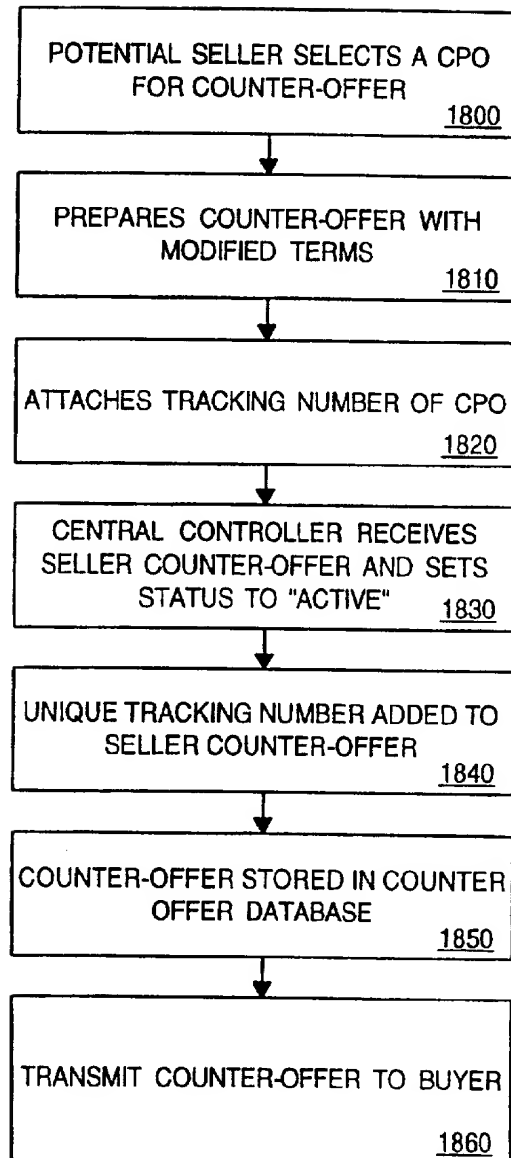 POTENTIAL SELLER SELECTS A CPO
FOR COUNTER-OFFER
1800
PREPARES COUNTER-OFFER WITH
MODIFIED TERMS
1810
ATTACHES TRACKING NUMBER OF CPO
1820
CENTRAL CONTROLLER RECEIVES
SELLER COUNTER-OFFER AND SETS
STATUS TO "ACTIVE"
1830
UNIQUE TRACKING NUMBER ADDED TO
SELLER COUNTER-OFFER
1840
COUNTER-OFFER STORED IN COUNTER
OFFER DATABASE
1850
TRANSMIT COUNTER-OFFER TO BUYER
1860